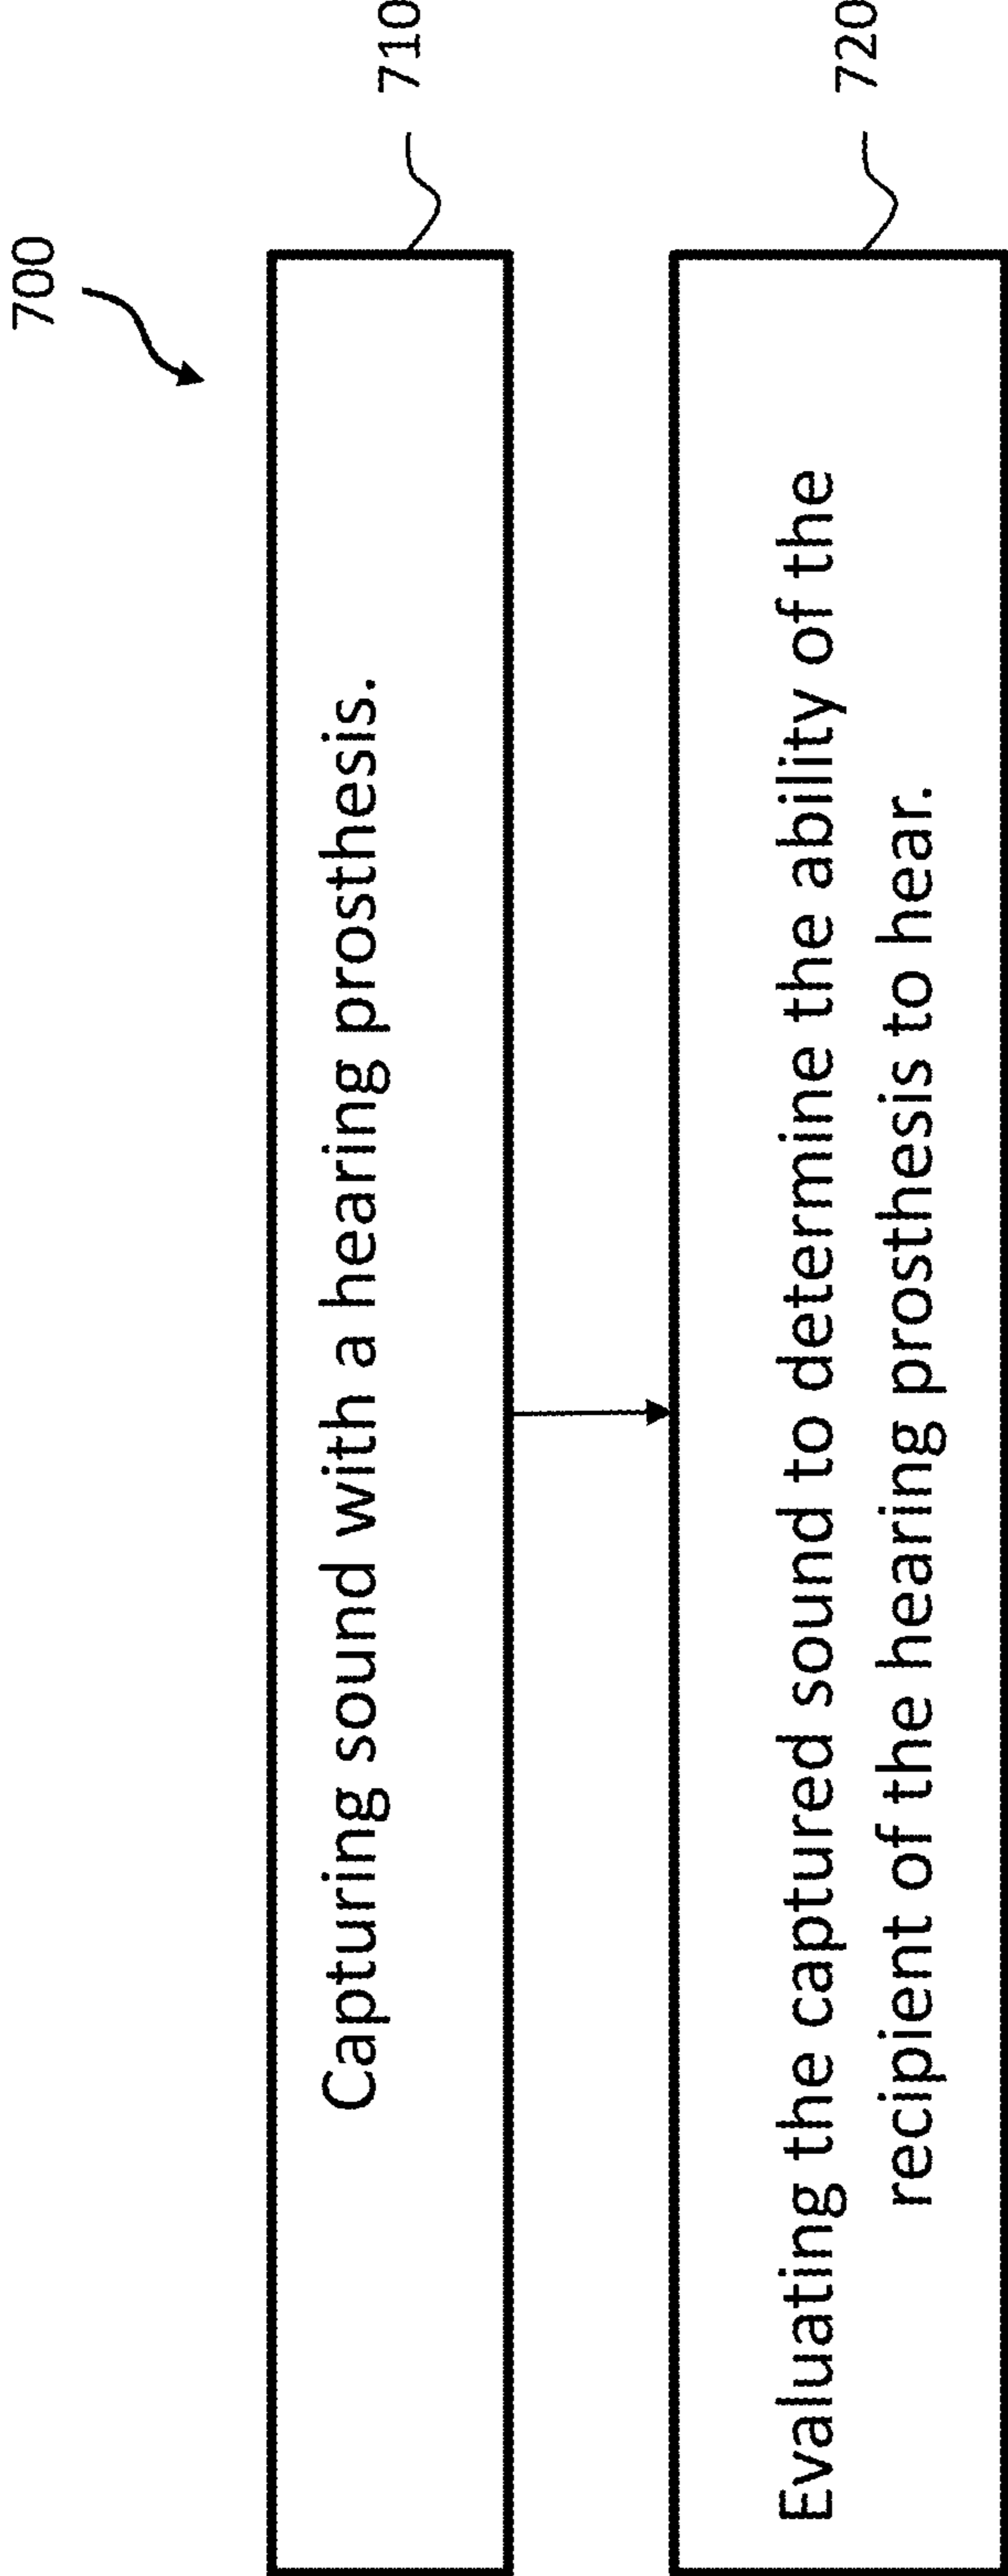 700
Capturing sound with a hearing prosthesis.
710
Evaluating the captured sound to determine the ability of the
recipient of the hearing prosthesis to hear.
720